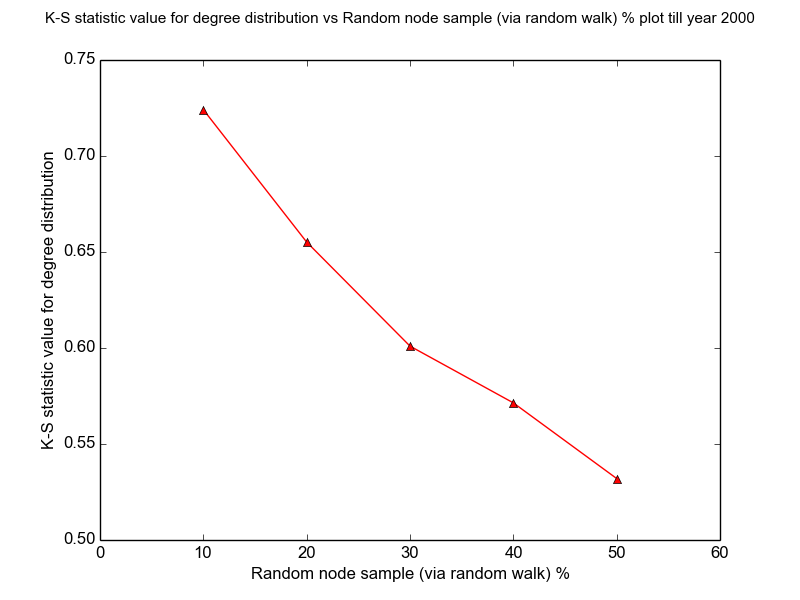 K-S statistic value for degree distribution vs Random node sample (via random walk) % plot till year 2000
K-S statistic value for degree distribution
0.75
0.70
0.65
0.60
0.55
0.50
0 10 20 30 40 50 60
Random node sample (via random walk) %